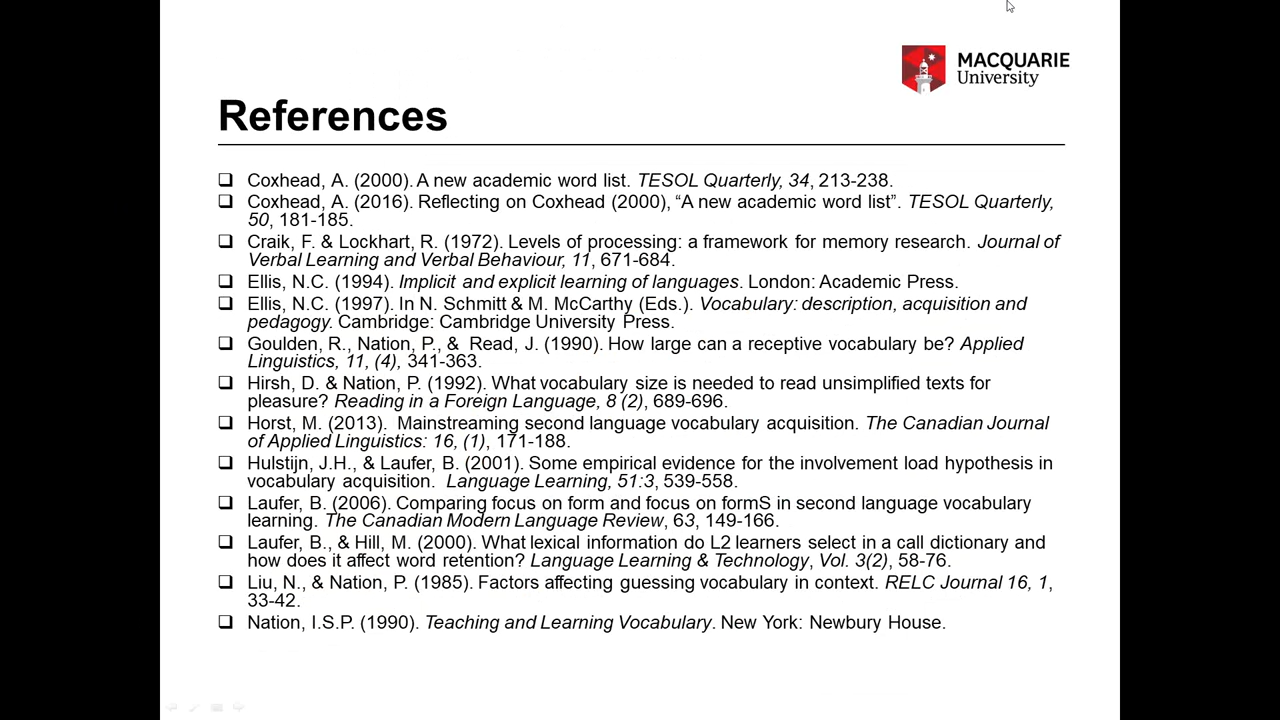 MACQUARIE
University
References
Coxhead, A. (2000). A new academic word list. TESOL Quarterly, 34, 213-238.
Coxhead, A. (2016). Reflecting on Coxhead (2000), “A new academic word list”. TESOL Quarterly,
50, 181-185.
Craik, F. & Lockhart, R. (1972). Levels of processing: a framework for memory research. Journal of
Verbal Learning and Verbal Behaviour, 11, 671-684.
Ellis, N.C. (1994). Implicit and explicit learning of languages. London: Academic Press.
Ellis, N.C. (1997). In N. Schmitt & M. McCarthy (Eds.). Vocabulary: description, acquisition and
pedagogy. Cambridge: Cambridge University Press.
Goulden, R., Nation, P., & Read, J. (1990). How large can a receptive vocabulary be? Applied
Linguistics, 11, (4), 341-363.
Hirsh, D. & Nation, P. (1992). What vocabulary size is needed to read unsimplified texts for
pleasure? Reading in a Foreign Language, 8 (2), 689-696.
Horst, M. (2013). Mainstreaming second language vocabulary acquisition. The Canadian Journal
of Applied Linguistics: 16, (1), 171-188.
Hulstijn, J.H., & Laufer, B. (2001). Some empirical evidence for the involvement load hypothesis in
vocabulary acquisition. Language Learning, 51:3, 539-558.
Laufer, B. (2006). Comparing focus on form and focus on formS in second language vocabulary
learning. The Canadian Modern Language Review, 63, 149-166.
Laufer, B., & Hill, M. (2000). What lexical information do L2 learners select in a call dictionary and
how does it affect word retention? Language Learning & Technology, Vol. 3(2), 58-76.
Liu, N., & Nation, P. (1985). Factors affecting guessing vocabulary in context. RELC Journal 16, 1,
33-42.
Nation, I.S.P. (1990). Teaching and Learning Vocabulary. New York: Newbury House.